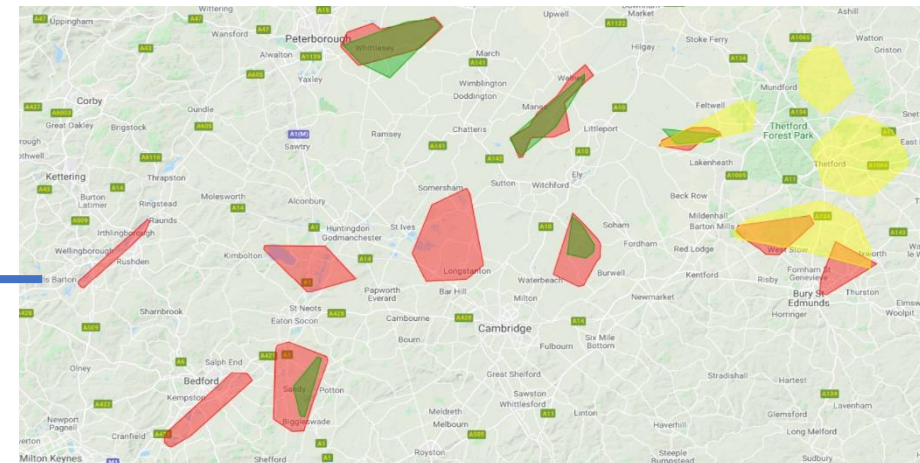 Wittering
Upwell
Market
Ashill
Uppingham
Wansford
Peterborough
Hilgay
Stoke Ferry
Watton
Griston
Alwalton
Whittlesey
March
Yaxley
Wimblington
Doddington
Mundford
Corby
Great Oakley
Brigstock
Oundle
Feltwell
Sawtry
Ramsey
Chatteris
Littleport
Thetford
Forest Park
Kettering
Thrapston
Lakenheath
Thetford
Ely
Burton
Latimer
Ringstead
Molesworth
Alconbury
Somersham
Sutton
Witchford
Beck Row
Raunds
Irthlingborough
Huntingdon
Godmanchester
St Ives
Soham
Mildenhall
Barton Mills
Wellingborough
Rushden
Kimbolton
Fordham
Red Lodge
West Stow
Longstanton
Burwell
Waterbeach
Kentford
Risby
Fornham St
Genevieve
Thurston
Papworth
Everard
Bar Hill
Milton
Newmarket
Bury St
Edmunds
Sharnbrook
St Neots
Eaton Socon
Cambourne
Cambridge
Horringer
Woolpit
Bourn
Fulbourn
Six Mile
Bottom
Olney
Salph End
Bedford
Kempston
Sandy
Potton
Great Shelford
Stradishall
Hartest
Sawston
Whittlesford
Linton
Lavenham
Newport
Pagnell
Cranfield
Biggleswade
Meldreth
Melbourn
Haverhill
Glemsford
Long Melford
Milton Keynes
Shefford
Royston
Steeple
Bumpstead
Sudbury